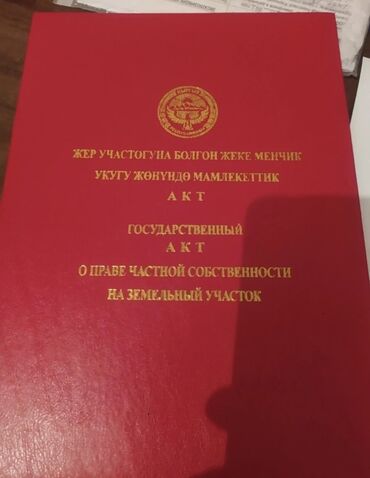 ЖЕР УЧАСТОГУНА БОЛГОН ЖЕКЕ МЕНЧИК
УКУГУ ЖӨНҮНДӨ МАМЛЕКЕТТИК
АКТ
ГОСУДАРСТВЕННЫЙ
АКТ
О ПРАВЕ ЧАСТНОЙ СОБСТВЕННОСТИ
НА ЗЕМЕЛЬНЫЙ УЧАСТОК